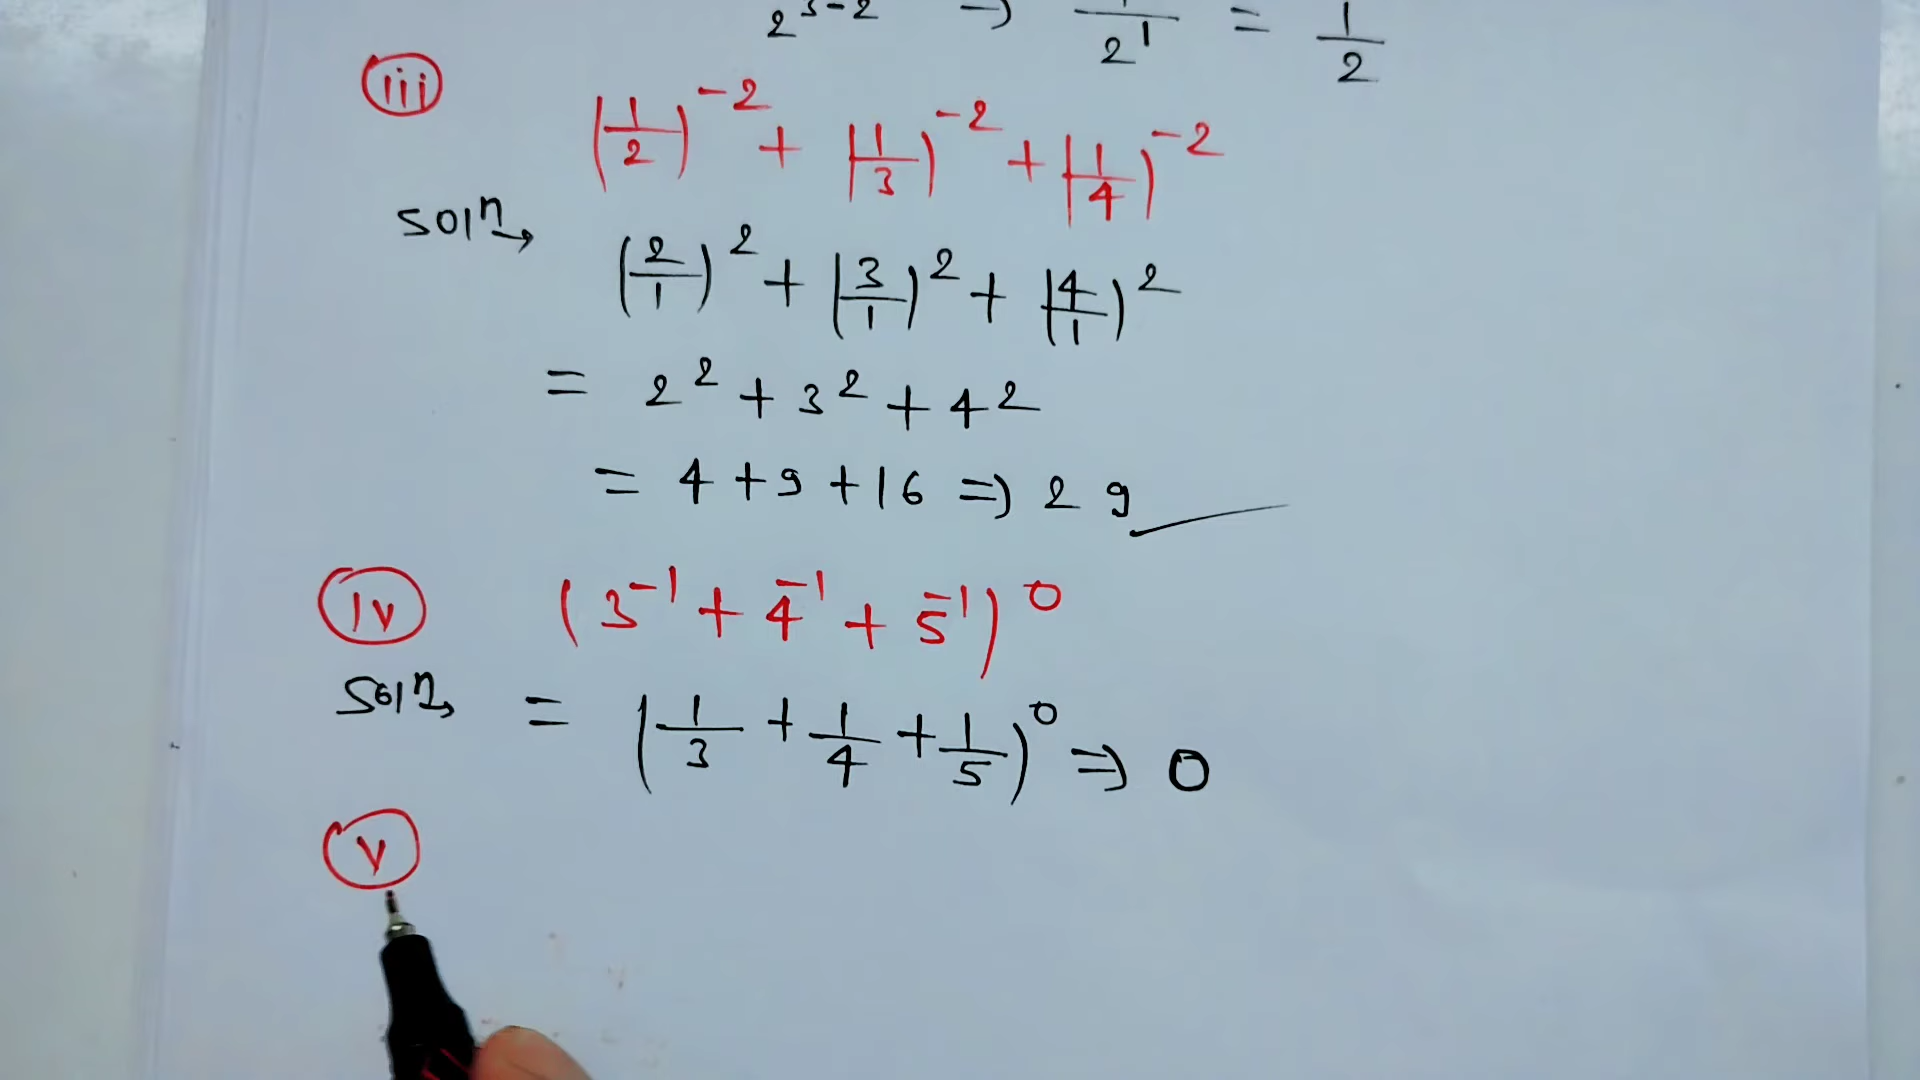 2^3-2 ⇒ 1/2^1 = 1/2
(iii) (1/2)^-2 + (1/3)^-2 + (1/4)^-2
Solⁿ→ (2/1)^2 + (3/1)^2 + (4/1)^2
= 2^2 + 3^2 + 4^2
= 4 + 9 + 16 ⇒ 29
(iv) (3^-1 + 4^-1 + 5^-1)^0
Solⁿ→ = (1/3 + 1/4 + 1/5)^0 ⇒ 0
(v)